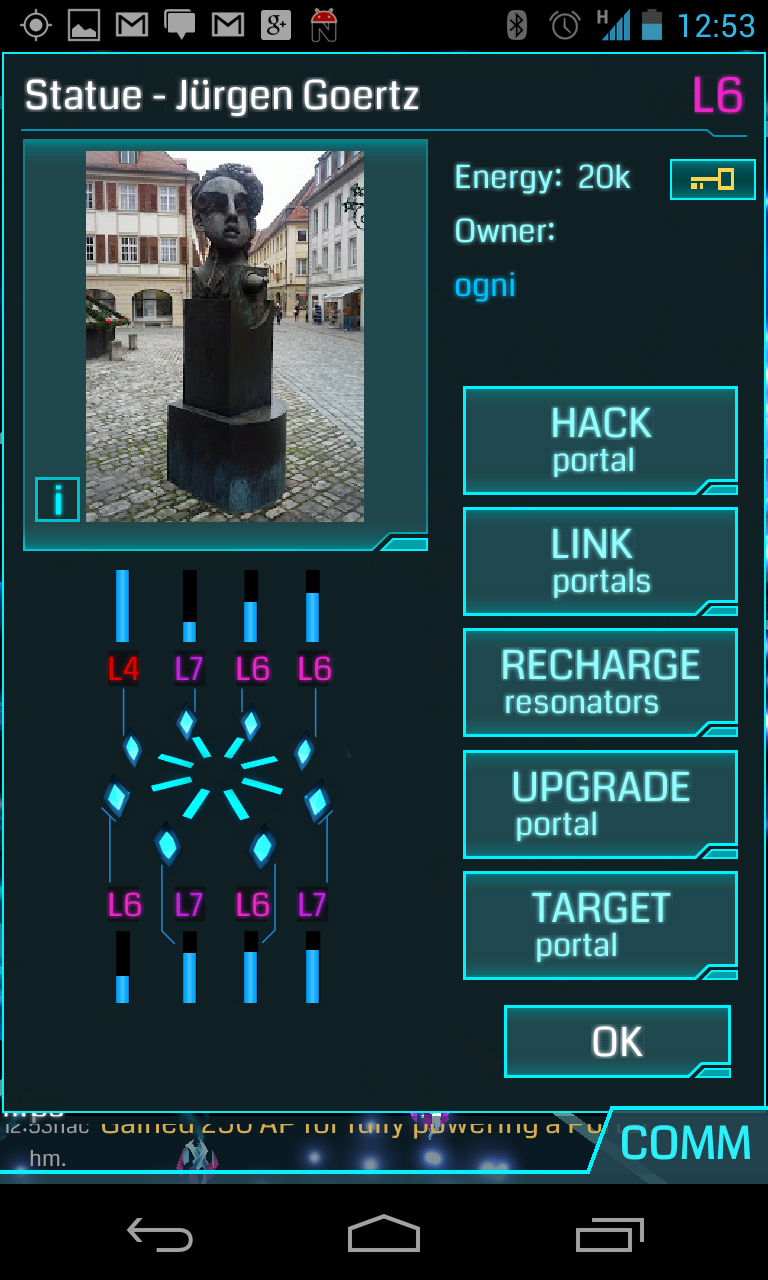 H
12:53
Statue - Jürgen Goertz
L6
Energy: 20k
Owner:
ogni
i
HACK
portal
LINK
portals
RECHARGE
resonators
UPGRADE
portal
TARGET
portal
OK
L4 L7 L6 L6
L6 L7 L6 L7
12:53hac Gained 250 AP for fully powering a Po
hm.
COMM